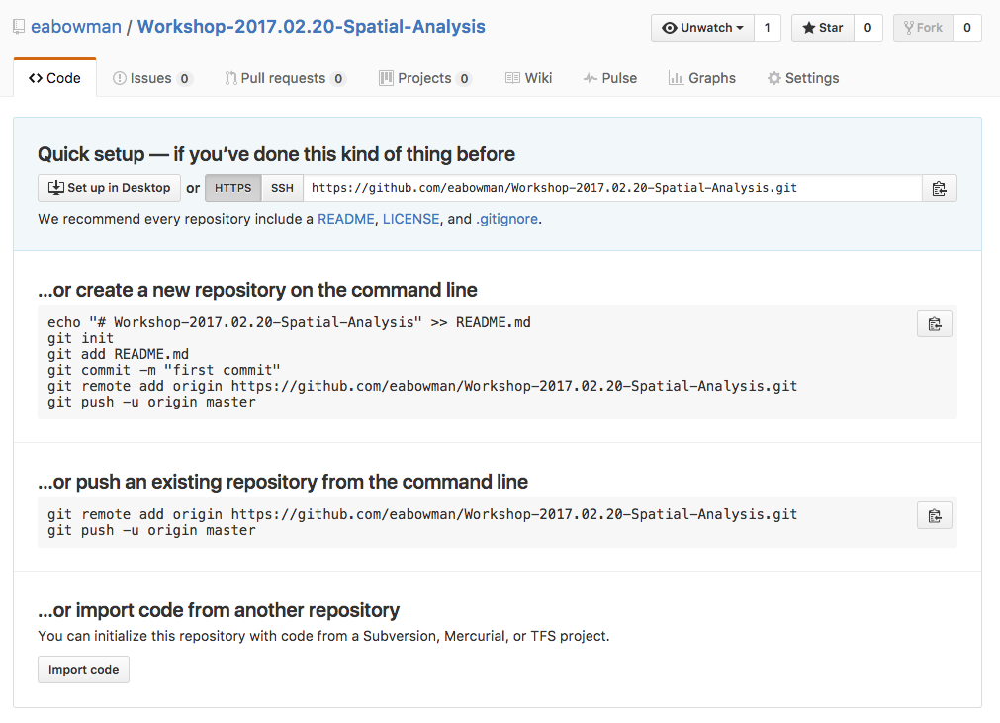 eabowman / Workshop-2017.02.20-Spatial-Analysis
Unwatch 1 Star 0 Fork 0
Code Issues 0 Pull requests 0 Projects 0 Wiki Pulse Graphs Settings
Quick setup — if you've done this kind of thing before
Set up in Desktop or HTTPS SSH https://github.com/eabowman/Workshop-2017.02.20-Spatial-Analysis.git
We recommend every repository include a README, LICENSE, and .gitignore.
…or create a new repository on the command line
echo "# Workshop-2017.02.20-Spatial-Analysis" >> README.md
git init
git add README.md
git commit -m "first commit"
git remote add origin https://github.com/eabowman/Workshop-2017.02.20-Spatial-Analysis.git
git push -u origin master
…or push an existing repository from the command line
git remote add origin https://github.com/eabowman/Workshop-2017.02.20-Spatial-Analysis.git
git push -u origin master
…or import code from another repository
You can initialize this repository with code from a Subversion, Mercurial, or TFS project.
Import code